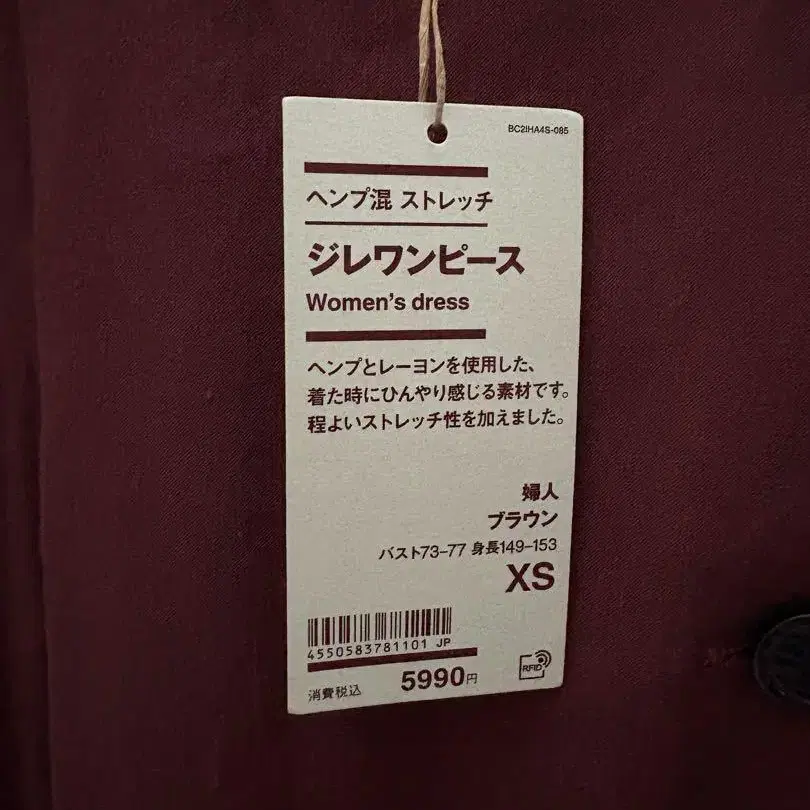 BC2IHA4S-085
ヘンプ混 ストレッチ
ジレワンピース
Women's dress
ヘンプとレーヨンを使用した、
着た時にひんやり感じる素材です。
程よいストレッチ性を加えました。
婦人
ブラウン
バスト73-77 身長149-153
XS
4550583781101 JP
消費税込 5990円
RFID